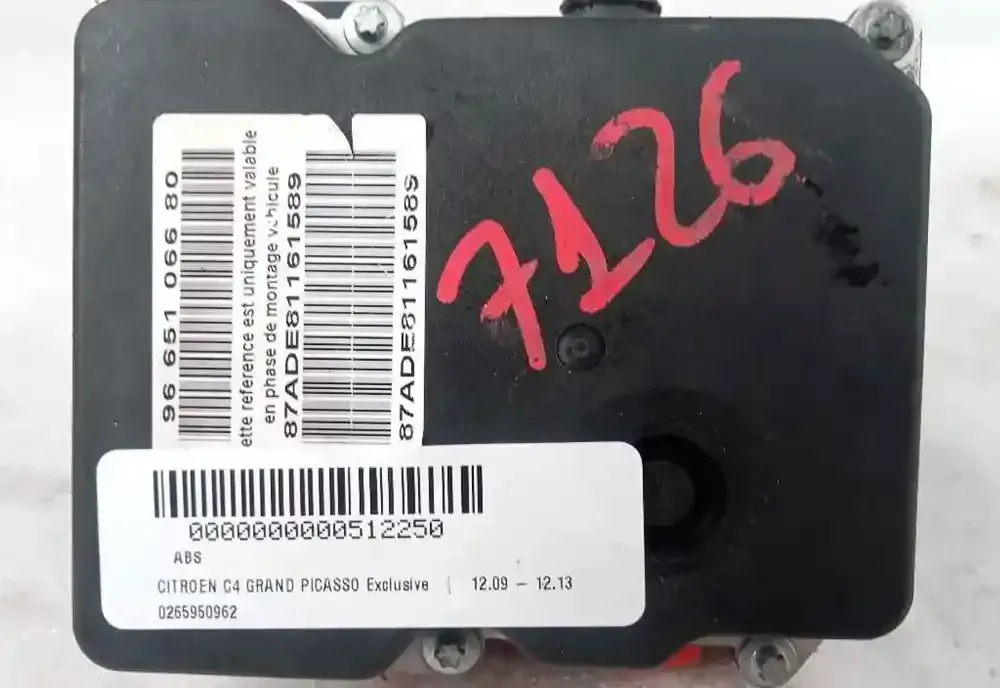 7126
96 651 066 80
ette reference est uniquement valable
en phase de montage véhicule
87ADE81161589
87ADE81161589
0000000000512250
ABS
CITROEN C4 GRAND PICASSO Exclusive | 12.09 – 12.13
0265950962